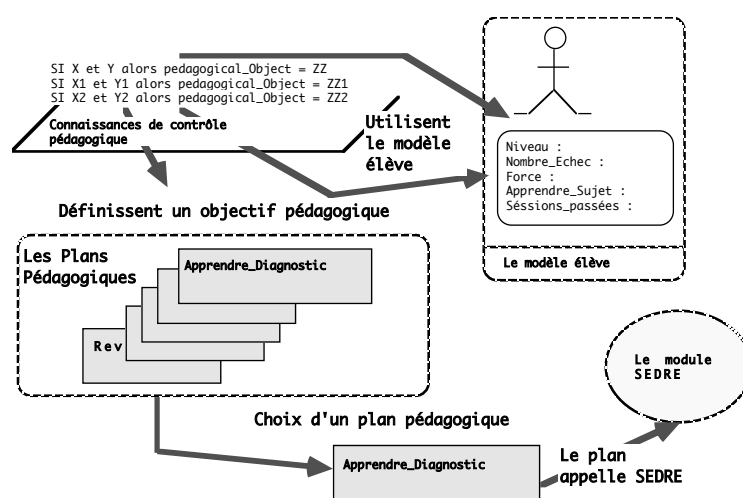 SI X et Y alors pedagogical_Object = ZZ
SI X1 et Y1 alors pedagogical_Object = ZZ1
SI X2 et Y2 alors pedagogical_Object = ZZ2
Connaissances de contrôle
pédagogique
Utilisent
le modèle
élève
Niveau :
Nombre_Echec :
Force :
Apprendre_Sujet :
Séssions_passées :
Le modèle élève
Définissent un objectif pédagogique
Les Plans
Pédagogiques
Apprendre_Diagnostic
Rev
Le module
SEDRE
Choix d'un plan pédagogique
Apprendre_Diagnostic
Le plan
appelle SEDRE